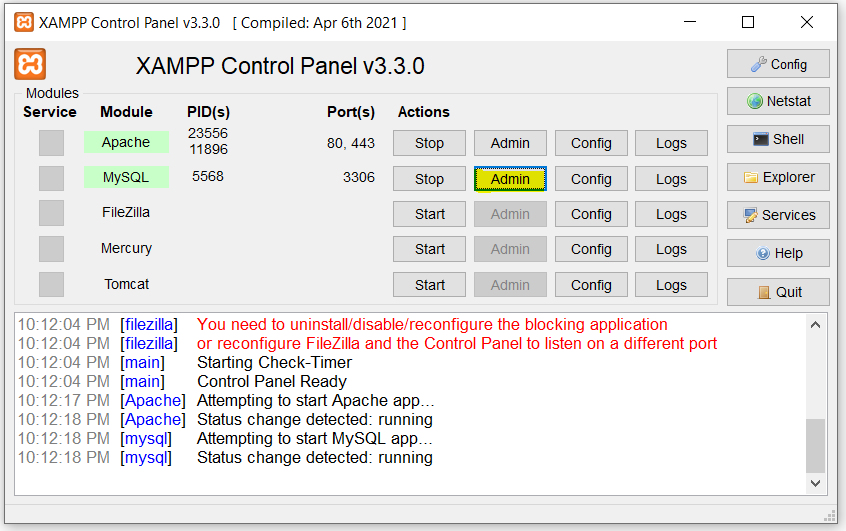 XAMPP Control Panel v3.3.0 [ Compiled: Apr 6th 2021 ]
XAMPP Control Panel v3.3.0
Config
Modules
Service Module PID(s) Port(s) Actions
Netstat
Apache 23556 11896 80, 443 Stop Admin Config Logs
Shell
MySQL 5568 3306 Stop Admin Config Logs
Explorer
FileZilla Start Admin Config Logs
Services
Mercury Start Admin Config Logs
Help
Tomcat Start Admin Config Logs
Quit
10:12:04 PM [filezilla] You need to uninstall/disable/reconfigure the blocking application
10:12:04 PM [filezilla] or reconfigure FileZilla and the Control Panel to listen on a different port
10:12:04 PM [main] Starting Check-Timer
10:12:04 PM [main] Control Panel Ready
10:12:17 PM [Apache] Attempting to start Apache app...
10:12:18 PM [Apache] Status change detected: running
10:12:18 PM [mysql] Attempting to start MySQL app...
10:12:18 PM [mysql] Status change detected: running